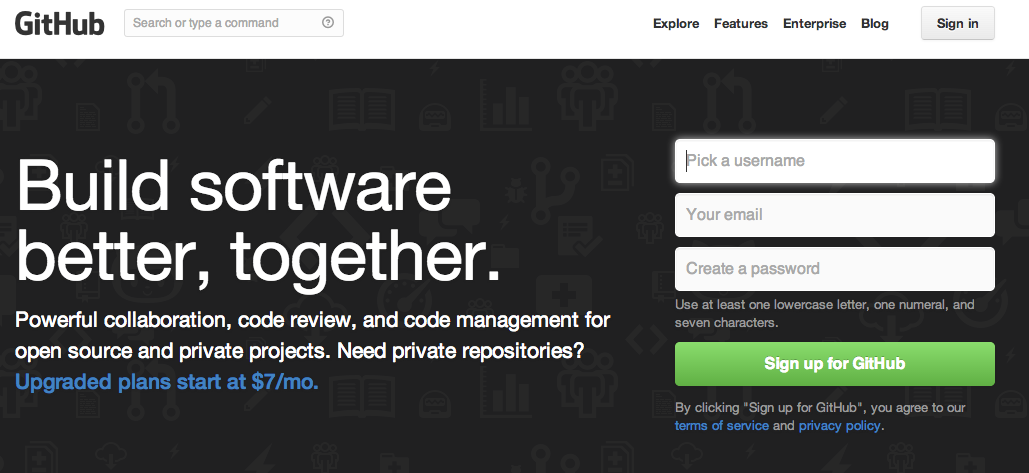 GitHub Search or type a command Explore Features Enterprise Blog Sign in
Build software
better, together.
Powerful collaboration, code review, and code management for
open source and private projects. Need private repositories?
Upgraded plans start at $7/mo.
Pick a username
Your email
Create a password
Use at least one lowercase letter, one numeral, and
seven characters.
Sign up for GitHub
By clicking "Sign up for GitHub", you agree to our
terms of service and privacy policy.